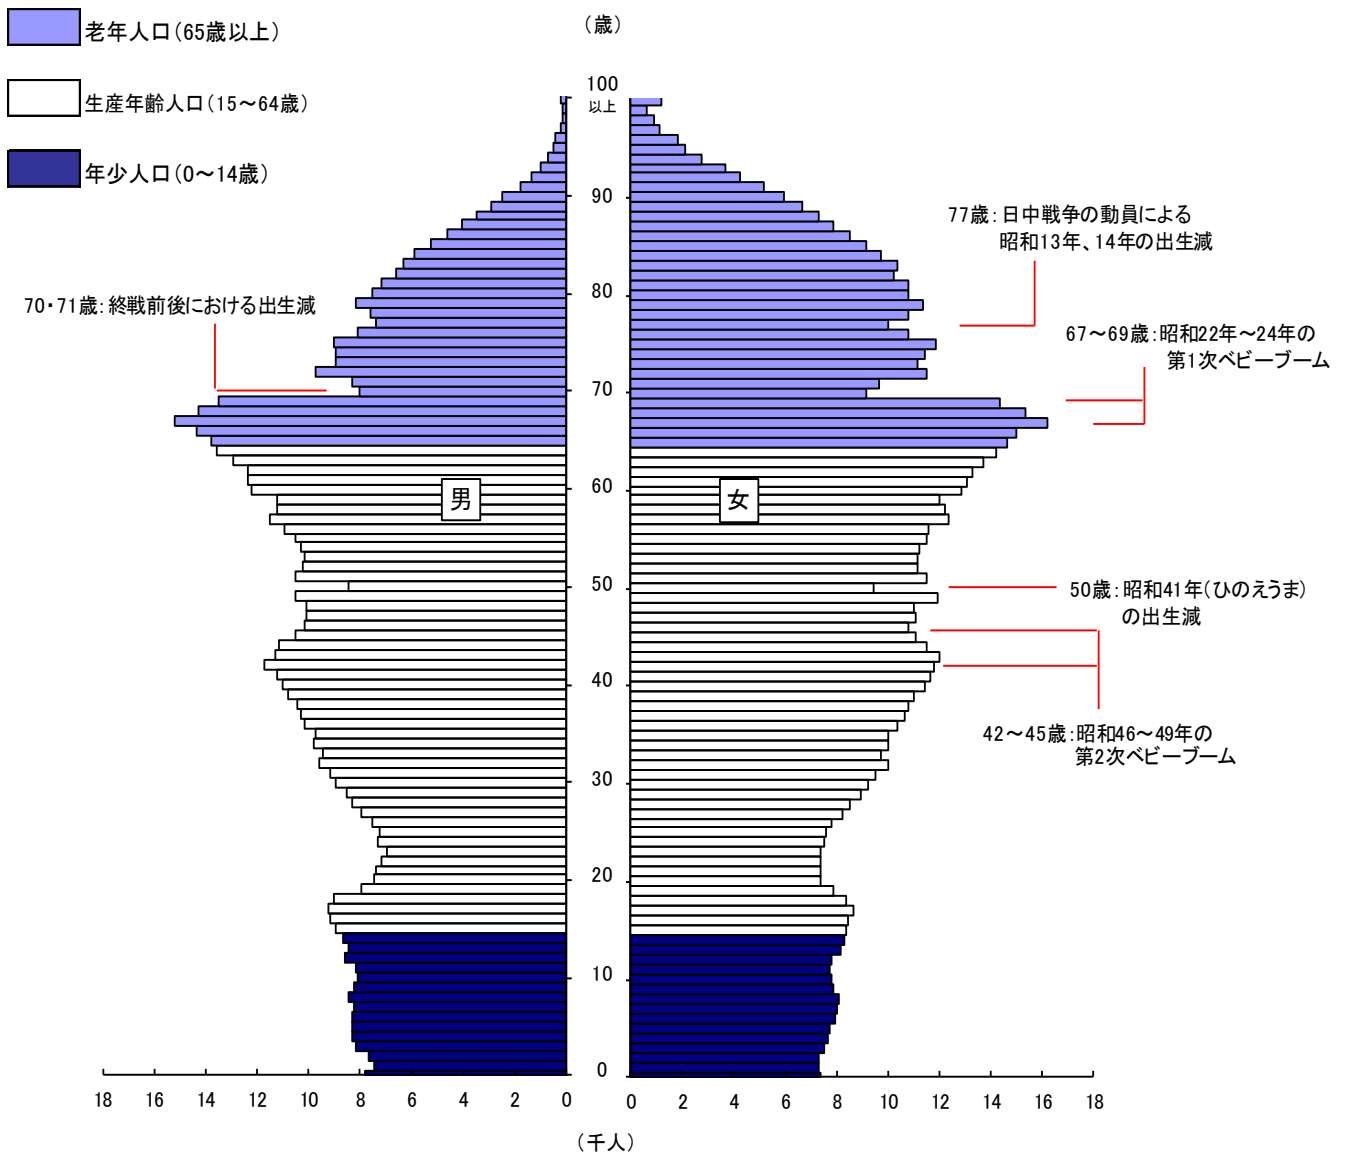 老年人口(65歳以上)
生産年齢人口(15～64歳)
年少人口(0～14歳)
(歳)
100
以上
90
80
70
60
50
40
30
20
10
0
77歳:日中戦争の動員による
昭和13年、14年の出生減
70・71歳:終戦前後における出生減
67～69歳:昭和22年～24年の
第1次ベビーブーム
男
女
50歳:昭和41年(ひのえうま)
の出生減
42～45歳:昭和46～49年の
第2次ベビーブーム
18 16 14 12 10 8 6 4 2 0
0 2 4 6 8 10 12 14 16 18
(千人)